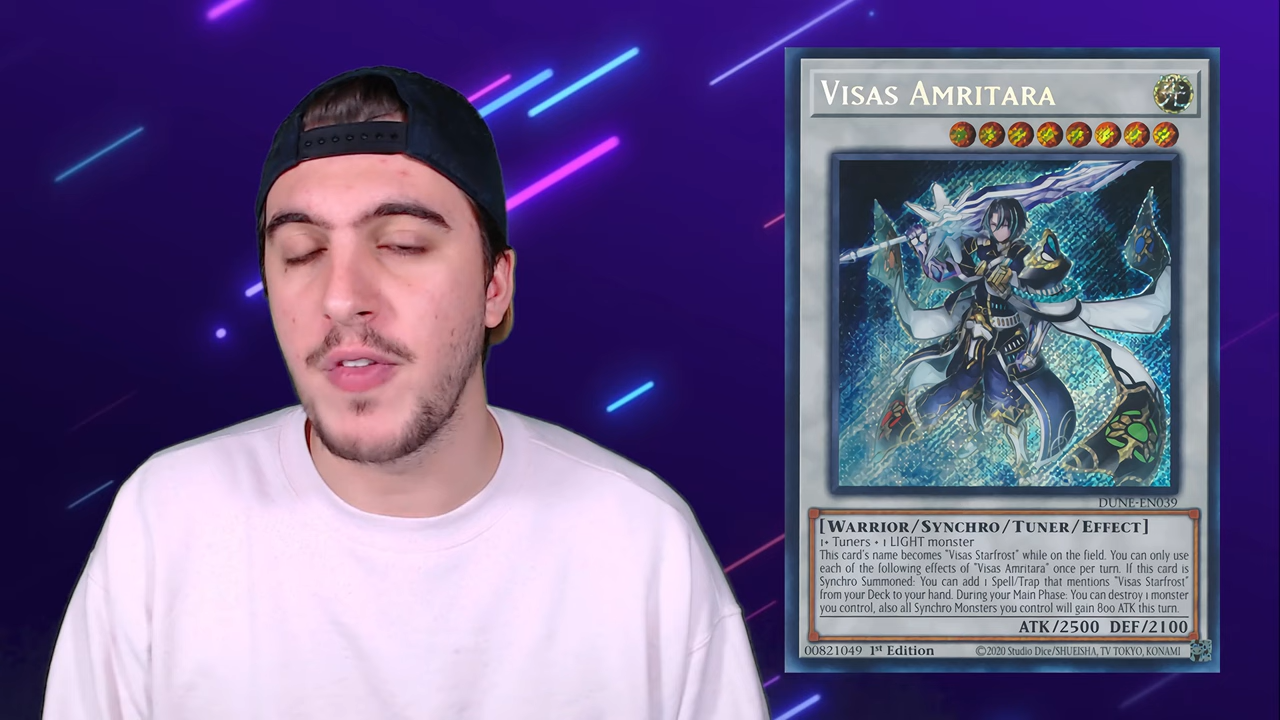 VISAS AMRITARA
DUNE-EN039
[WARRIOR/SYNCHRO/TUNER/EFFECT]
1+ Tuners + 1 LIGHT monster
This card's name becomes "Visas Starfrost" while on the field. You can only use
each of the following effects of "Visas Amritara" once per turn. If this card is
Synchro Summoned: You can add 1 Spell/Trap that mentions "Visas Starfrost"
from your Deck to your hand. During your Main Phase: You can destroy 1 monster
you control, also all Synchro Monsters you control will gain 800 ATK this turn.
ATK/2500 DEF/2100
00821049 1st Edition ©2020 Studio Dice/SHUEISHA, TV TOKYO, KONAMI